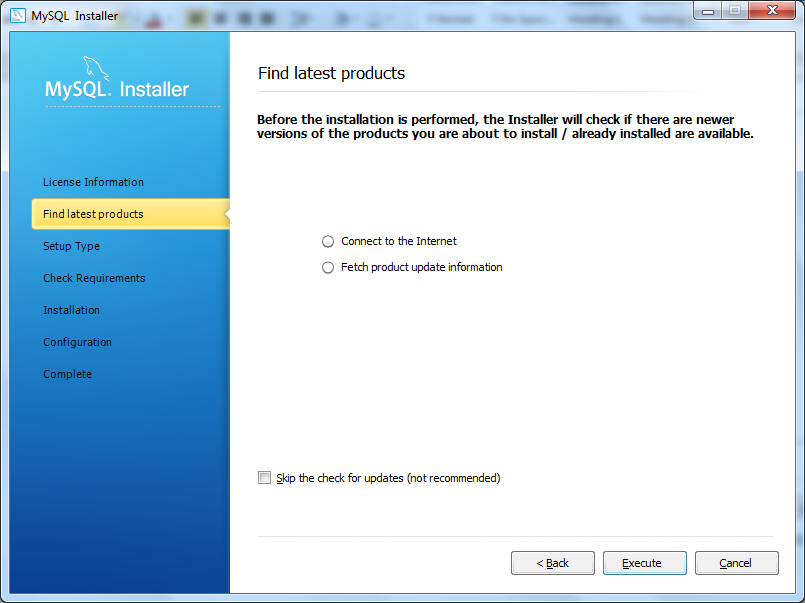 MySQL Installer
MySQL. Installer
License Information
Find latest products
Setup Type
Check Requirements
Installation
Configuration
Complete
Find latest products
Before the installation is performed, the Installer will check if there are newer
versions of the products you are about to install / already installed are available.
Connect to the Internet
Fetch product update information
Skip the check for updates (not recommended)
< Back
Execute
Cancel